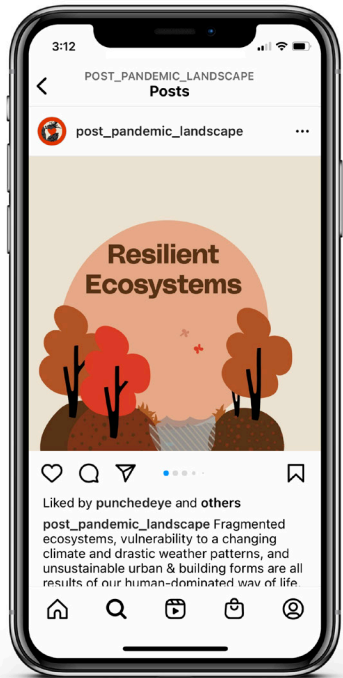 3:12
POST_PANDEMIC_LANDSCAPE
Posts
post_pandemic_landscape
Resilient
Ecosystems
Liked by punchedeye and others
post_pandemic_landscape Fragmented
ecosystems, vulnerability to a changing
climate and drastic weather patterns, and
unsustainable urban & building forms are all
results of our human-dominated way of life.